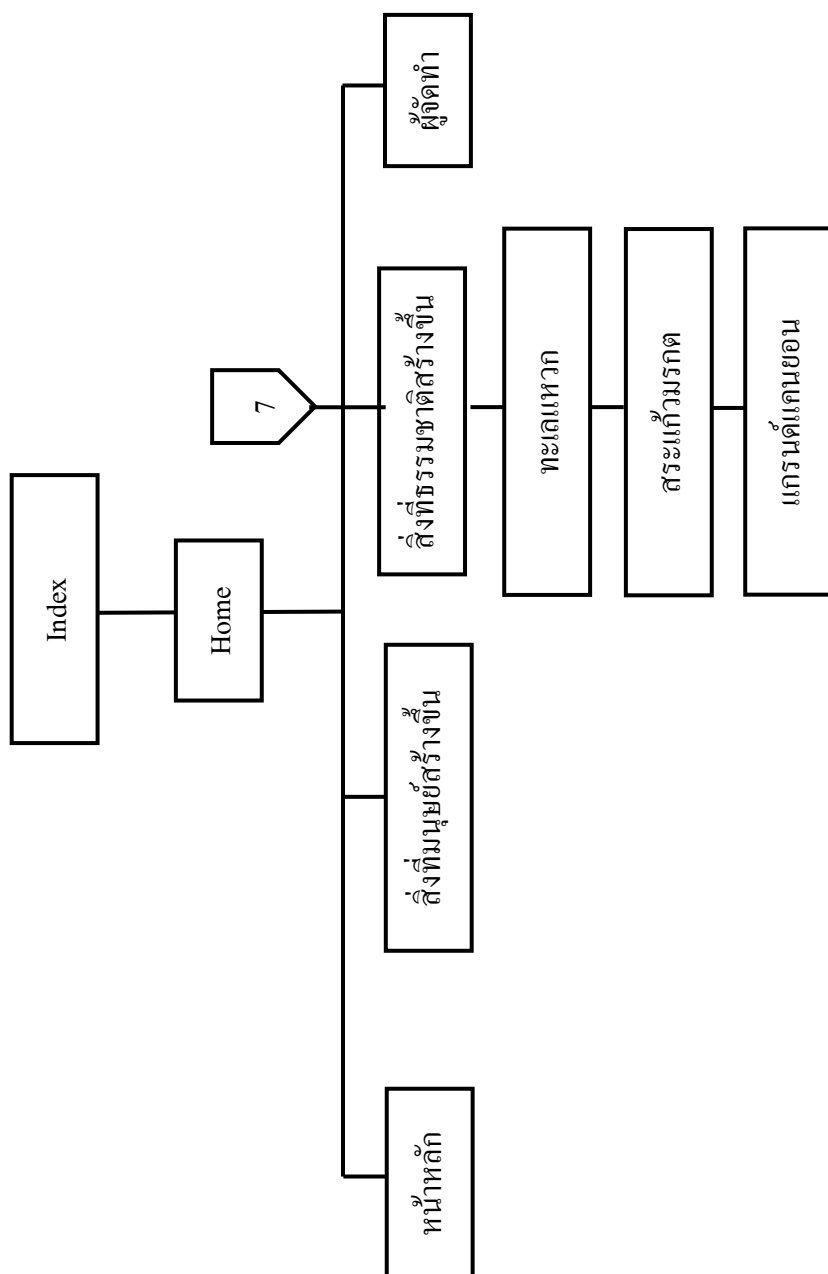 Index
Home
7
หน้าหลัก
สิ่งที่มนุษย์สร้างขึ้น
สิ่งที่ธรรมชาติสร้างขึ้น
ผู้จัดทำ
ทะเลแหวก
สระแก้วมรกต
แกรนด์แคนยอน